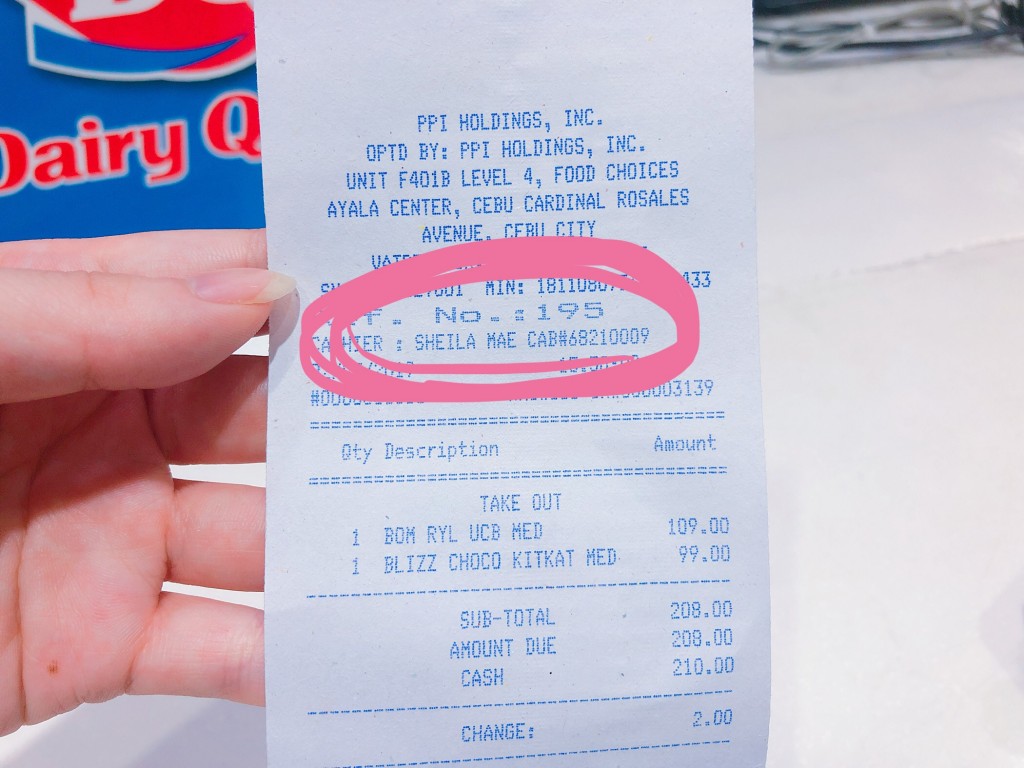 Dairy Q
PPI HOLDINGS, INC.
OPTD BY: PPI HOLDINGS, INC.
UNIT F401B LEVEL 4, FOOD CHOICES
AYALA CENTER, CEBU CARDINAL ROSALES
AVENUE, CEBU CITY
MIN:
No.:195
CASHIER : SHEILA MAE CAB#68210009
Qty Description Amount
TAKE OUT
1 BOM RYL UCB MED 109.00
1 BLIZZ CHOCO KITKAT MED 99.00
SUB-TOTAL 208.00
AMOUNT DUE 208.00
CASH 210.00
CHANGE: 2.00